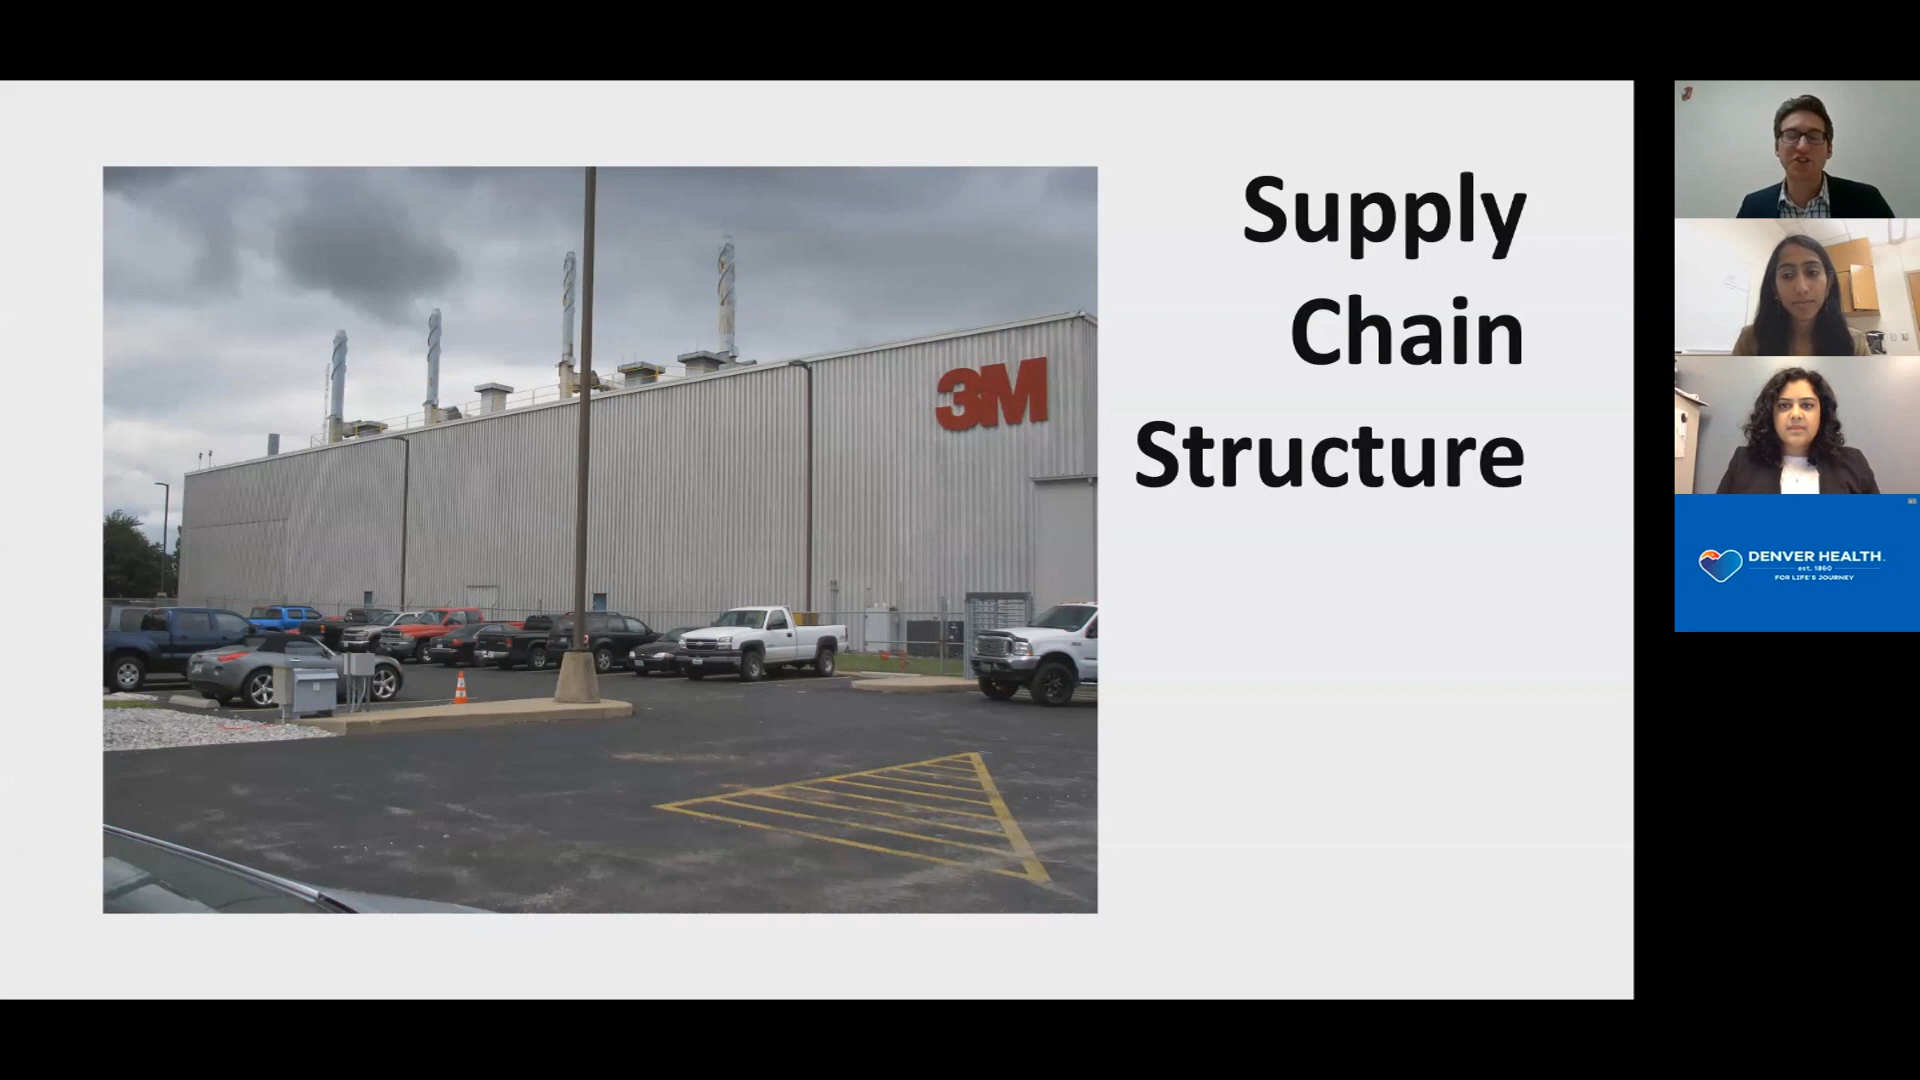 Supply
Chain
Structure
3M
DENVER HEALTH
est. 1860
FOR LIFE'S JOURNEY